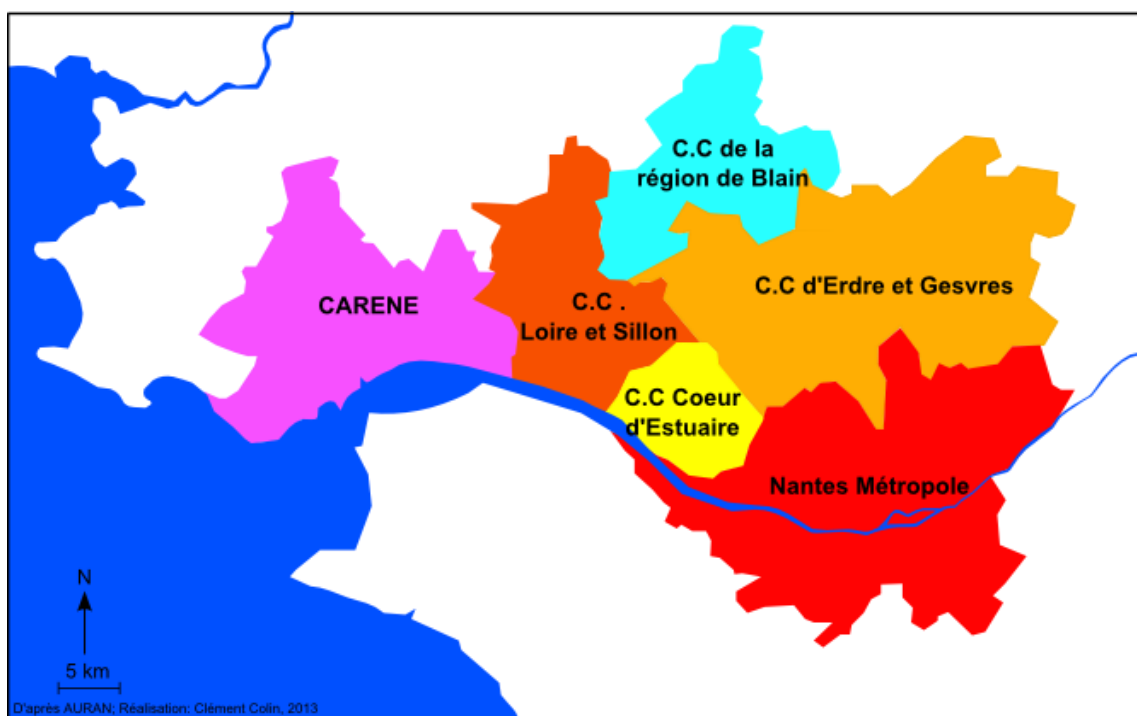 C.C de la
région de Blain
CARENE
C.C .
Loire et Sillon
C.C d'Erdre et Gesvres
C.C Coeur
d'Estuaire
Nantes Métropole
N
5 km
D'après AURAN; Réalisation: Clément Colin, 2013